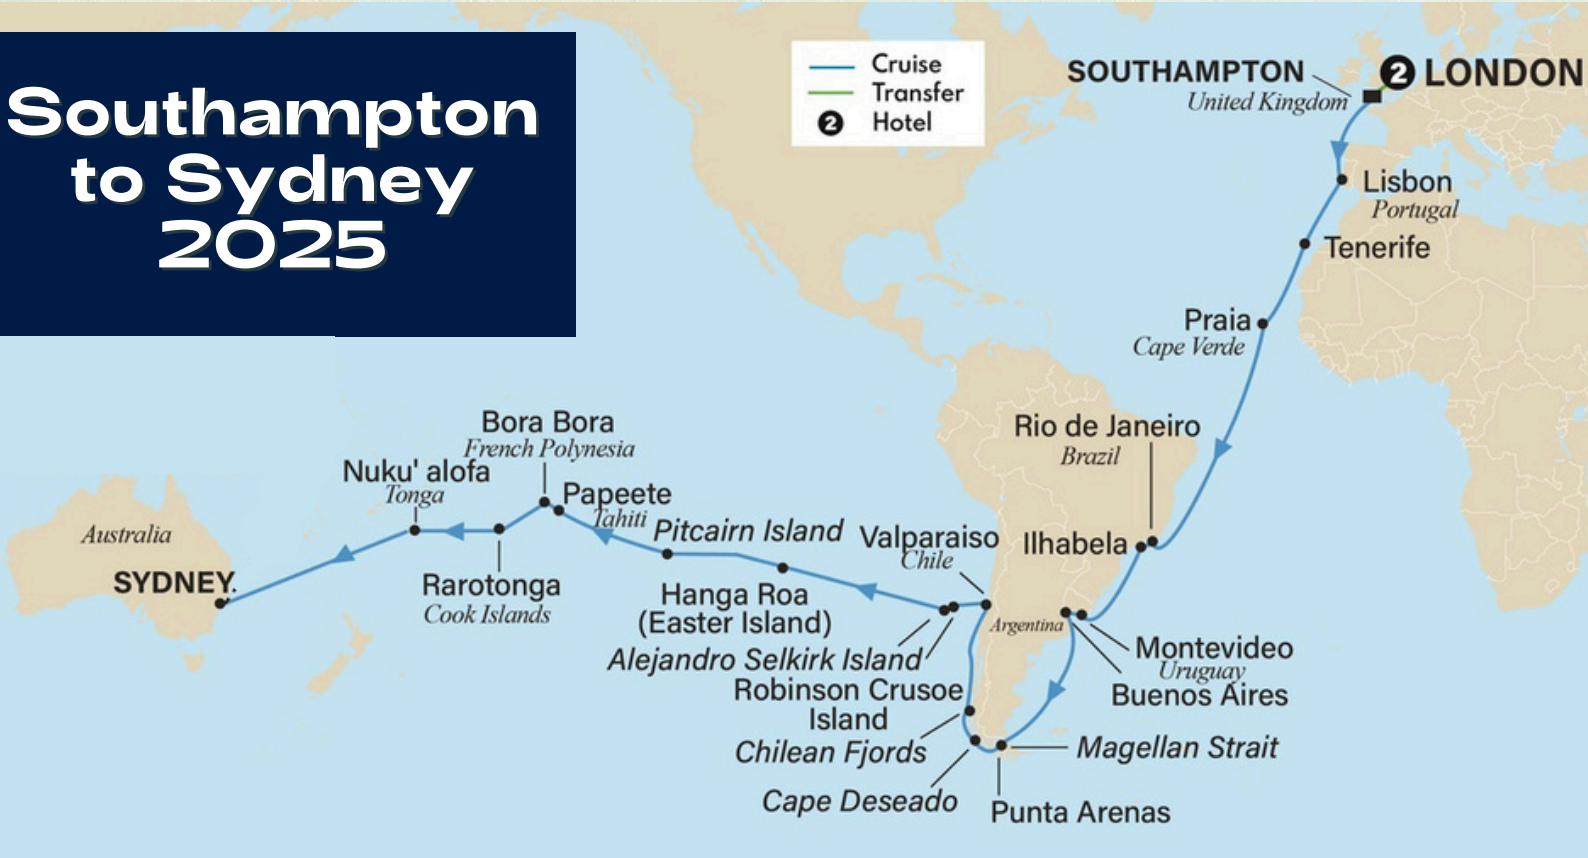 Southampton
to Sydney
2025
Cruise
Transfer
2 Hotel
SOUTHAMPTON
United Kingdom
2 LONDON
Lisbon
Portugal
Tenerife
Praia
Cape Verde
Rio de Janeiro
Brazil
Ilhabela
Montevideo
Uruguay
Buenos Aires
Argentina
Magellan Strait
Punta Arenas
Cape Deseado
Chilean Fjords
Valparaiso
Chile
Robinson Crusoe
Island
Alejandro Selkirk Island
Hanga Roa
(Easter Island)
Pitcairn Island
Papeete
Tahiti
Bora Bora
French Polynesia
Rarotonga
Cook Islands
Nuku' alofa
Tonga
Australia
SYDNEY.